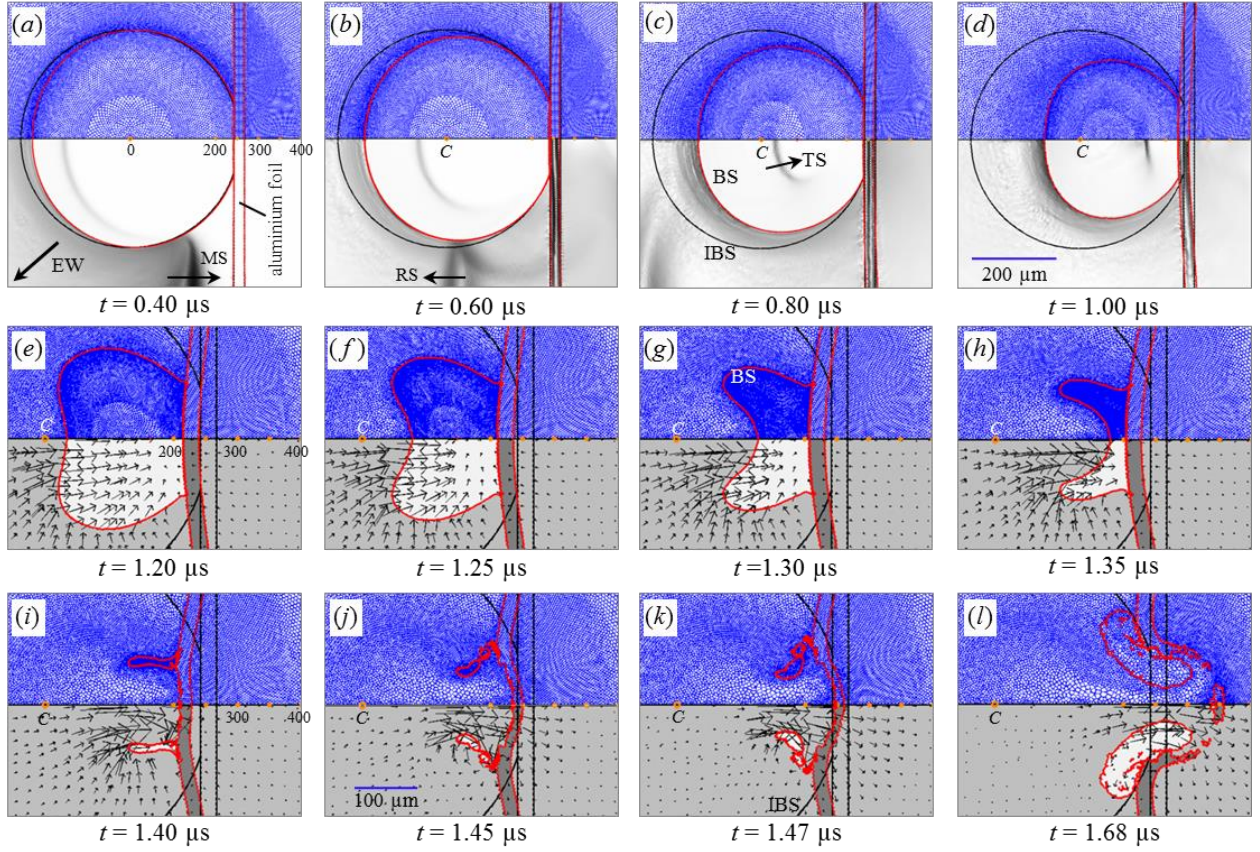 (a) (b) (c) (d)
0 200 300 400 C C TS C
BS
aluminium foil
EW MS RS IBS 200 µm
t = 0.40 µs t = 0.60 µs t = 0.80 µs t = 1.00 µs
(e) (f) (g) (h)
BS
C C C C
200 300 400
t = 1.20 µs t = 1.25 µs t =1.30 µs t = 1.35 µs
(i) (j) (k) (l)
C 300 400 C C C
100 µm IBS
t = 1.40 µs t = 1.45 µs t = 1.47 µs t = 1.68 µs